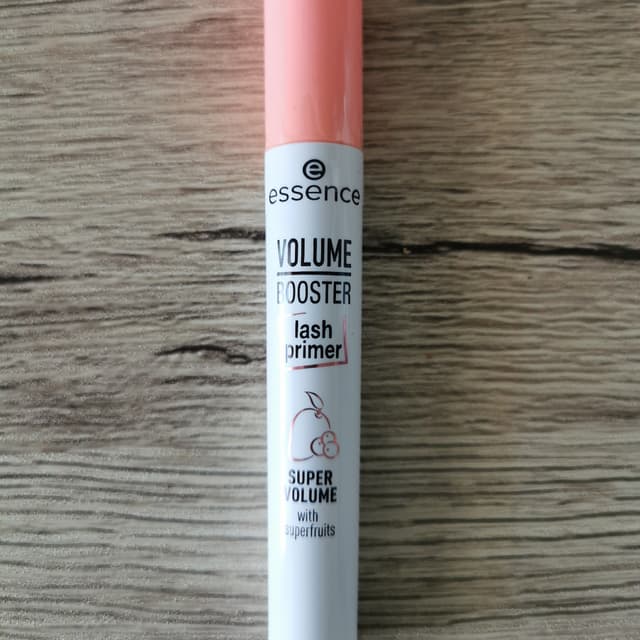 e
essence
VOLUME
BOOSTER
lash
primer
SUPER
VOLUME
with
superfruits